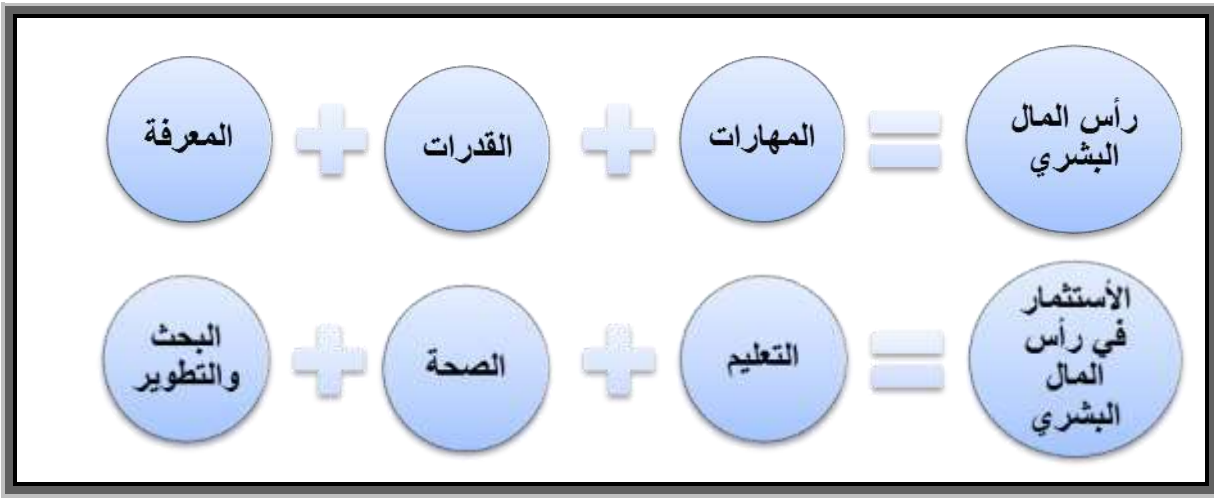 رأس المال
البشري
المهارات
القدرات
المعرفة
الأستثمار
في رأس
المال
البشري
التعليم
الصحة
البحث
والتطوير